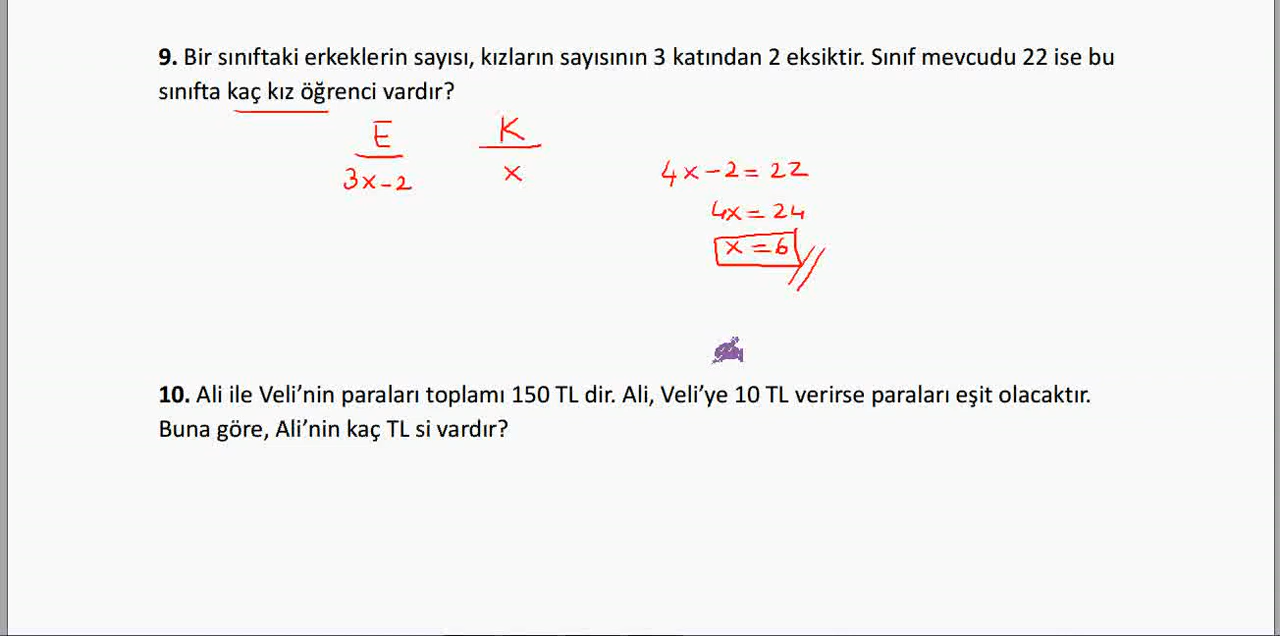 9. Bir sınıftaki erkeklerin sayısı, kızların sayısının 3 katından 2 eksiktir. Sınıf mevcudu 22 ise bu
sınıfta kaç kız öğrenci vardır?
E K
3x-2 x
4x-2=22
4x=24
x=6
10. Ali ile Veli’nin paraları toplamı 150 TL dir. Ali, Veli’ye 10 TL verirse paraları eşit olacaktır.
Buna göre, Ali’nin kaç TL si vardır?